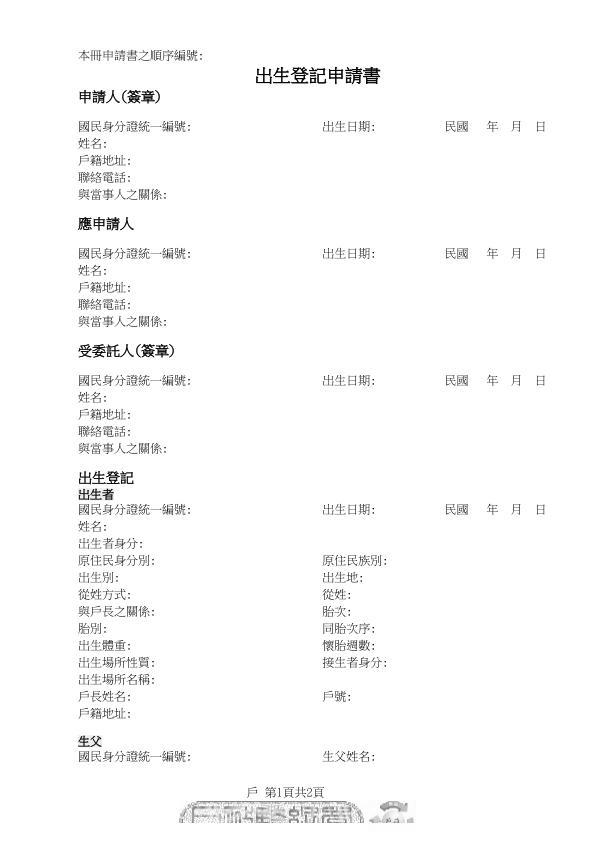 本冊申請書之順序編號:
出生登記申請書
申請人(簽章)
國民身分證統一編號: 出生日期: 民國 年 月 日
姓名:
戶籍地址:
聯絡電話:
與當事人之關係:
應申請人
國民身分證統一編號: 出生日期: 民國 年 月 日
姓名:
戶籍地址:
聯絡電話:
與當事人之關係:
受委託人(簽章)
國民身分證統一編號: 出生日期: 民國 年 月 日
姓名:
戶籍地址:
聯絡電話:
與當事人之關係:
出生登記
出生者
國民身分證統一編號: 出生日期: 民國 年 月 日
姓名:
出生者身分:
原住民身分別: 原住民族別:
出生別: 出生地;
從姓方式: 從姓:
與戶長之關係: 胎次:
胎別: 同胎次序:
出生體重: 懷胎週數:
出生場所性質: 接生者身分:
出生場所名稱:
戶長姓名: 戶號:
戶籍地址:
生父
國民身分證統一編號: 生父姓名:
戶 第1頁共2頁